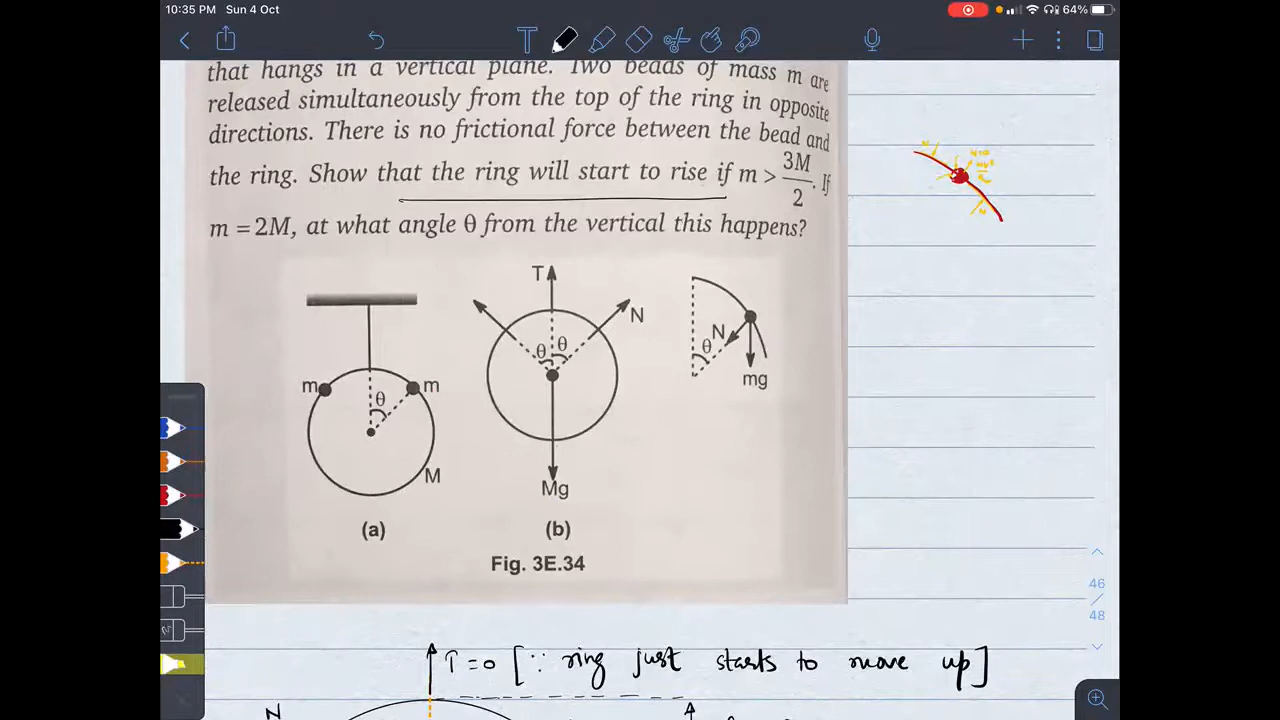 10:35 PM Sun 4 Oct
64%
that hangs in a vertical plane. Two beads of mass m are
released simultaneously from the top of the ring in opposite
directions. There is no frictional force between the bead and
the ring. Show that the ring will start to rise if m > 3M/2. If
m = 2M, at what angle θ from the vertical this happens?
T
N
θ θ
m m
θ
M
Mg
N
θ
mg
(a) (b)
Fig. 3E.34
46
/
48
T = 0 [∵ ring just starts to move up]
N